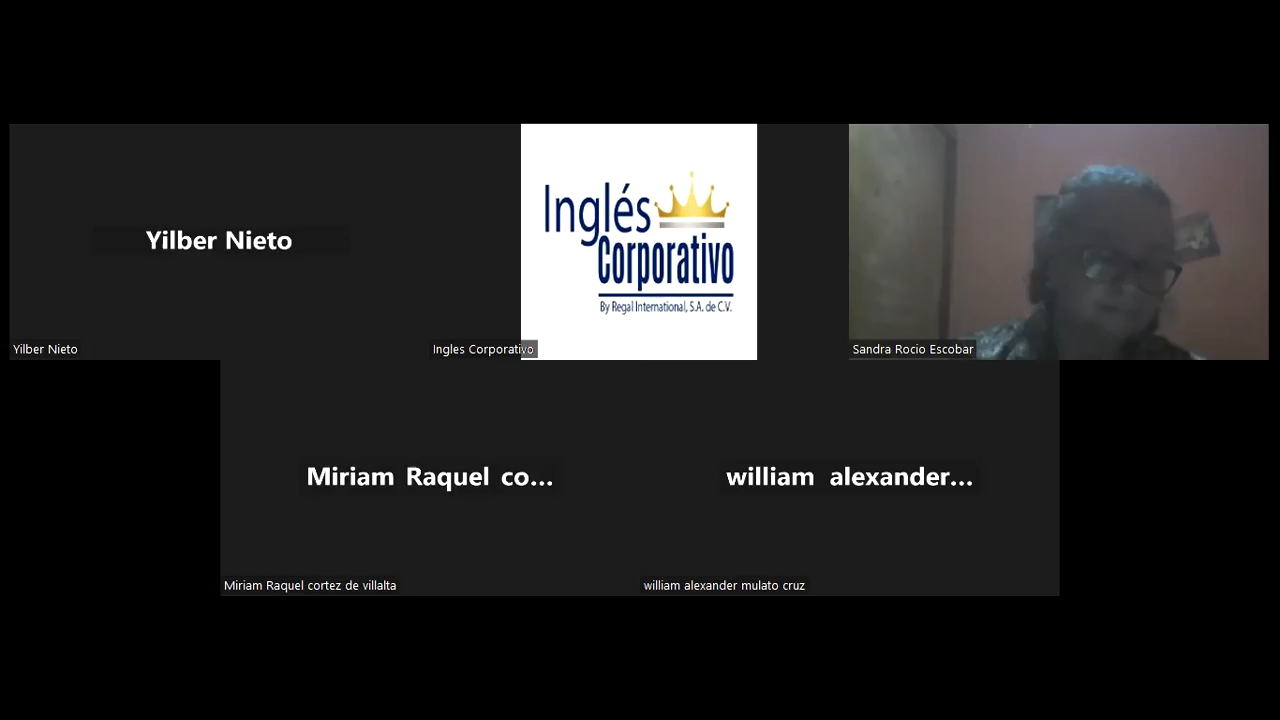 Yilber Nieto
Yilber Nieto
Inglés
Corporativo
By Regal International, S.A. de C.V.
Ingles Corporativo
Sandra Rocio Escobar
Miriam Raquel co...
Miriam Raquel cortez de villalta
william alexander...
william alexander mulato cruz